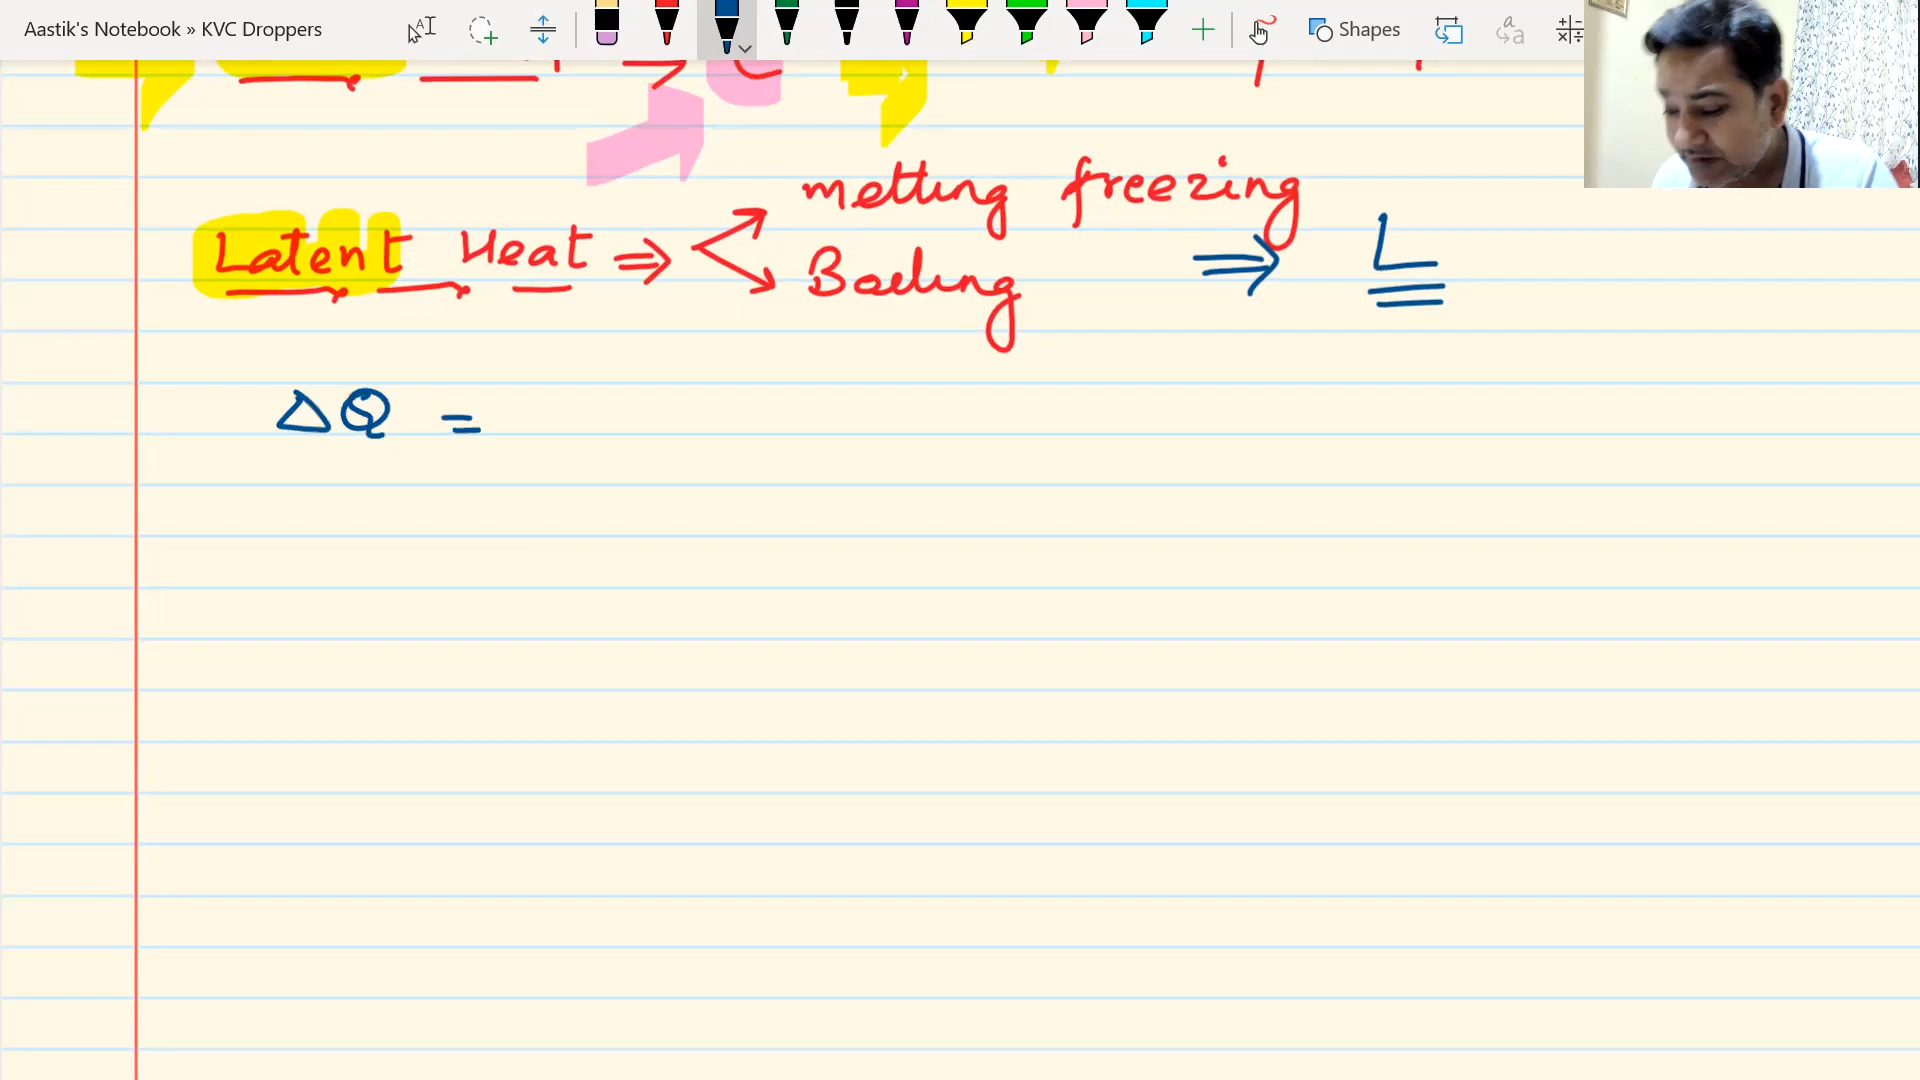 Aastik's Notebook » KVC Droppers
Shapes
melting freezing
Latent Heat ⇒ Boiling ⇒ L
ΔQ =